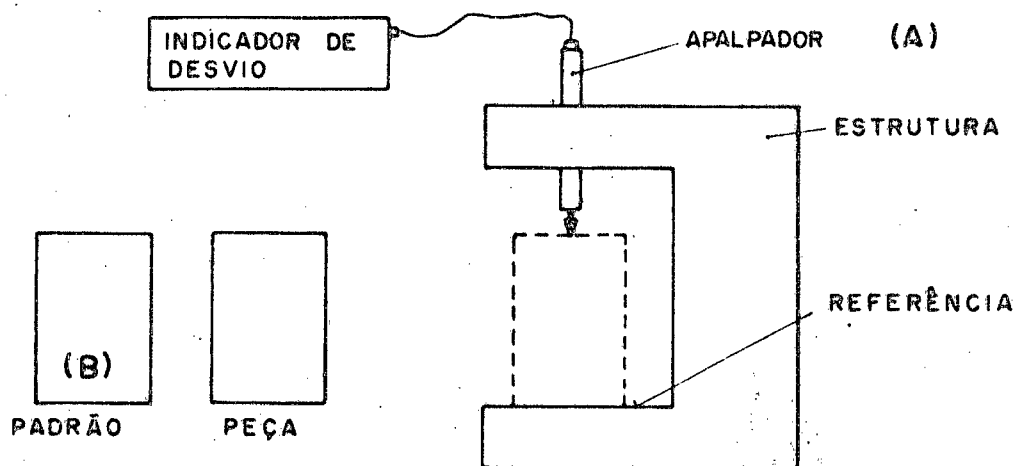 INDICADOR DE
DESVIO
APALPADOR (A)
ESTRUTURA
REFERÊNCIA
(B)
PADRÃO
PEÇA